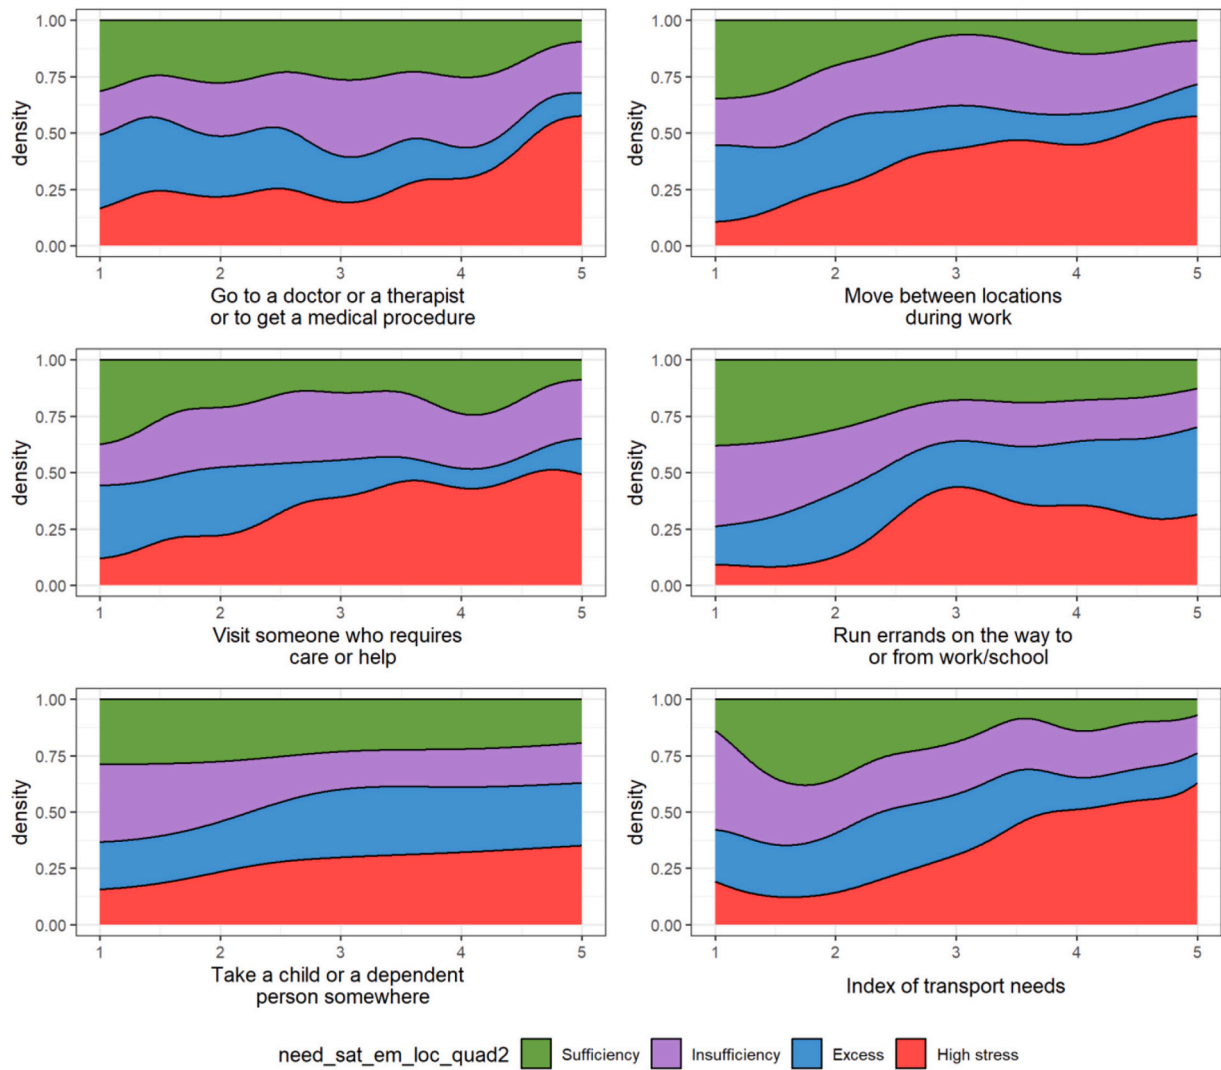 1.00
0.75
0.50
0.25
0.00
density
1 2 3 4 5
Go to a doctor or a therapist
or to get a medical procedure
1.00
0.75
0.50
0.25
0.00
density
1 2 3 4 5
Move between locations
during work
1.00
0.75
0.50
0.25
0.00
density
1 2 3 4 5
Visit someone who requires
care or help
1.00
0.75
0.50
0.25
0.00
density
1 2 3 4 5
Run errands on the way to
or from work/school
1.00
0.75
0.50
0.25
0.00
density
1 2 3 4 5
Take a child or a dependent
person somewhere
1.00
0.75
0.50
0.25
0.00
density
1 2 3 4 5
Index of transport needs
need_sat_em_loc_quad2 Sufficiency Insufficiency Excess High stress